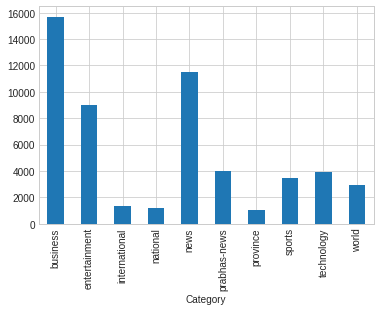 16000
14000
12000
10000
8000
6000
4000
2000
0
business
entertainment
international
national
news
prabhas-news
province
sports
technology
world
Category